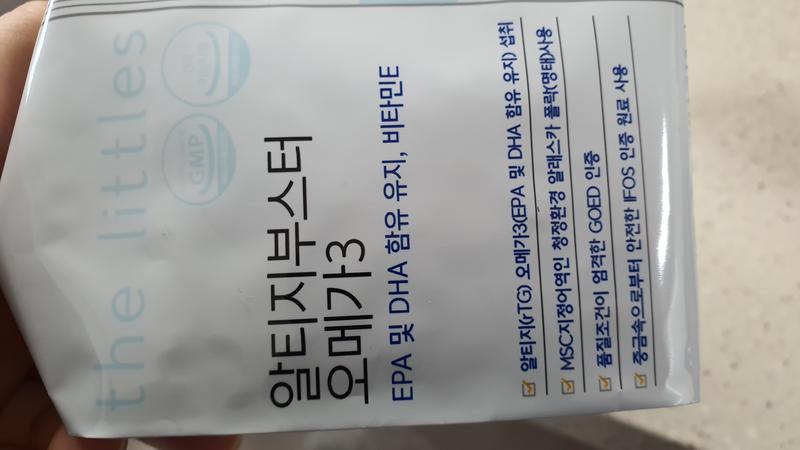 the littles
GMP
알티지부스터
오메가3
EPA 및 DHA 함유 유지, 비타민E
알티지(rTG) 오메가3(EPA 및 DHA 함유 유지) 섭취
MSC지정어역인 청정환경 알래스카 폴락(명태)사용
품질조건이 엄격한 GOED 인증
중금속으로부터 안전한 IFOS 인증 원료 사용